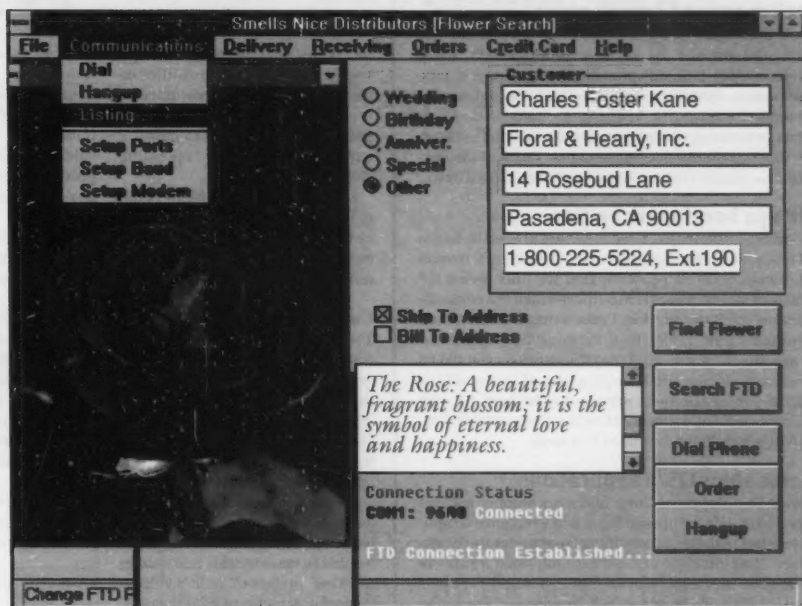 Smells Nice Distributors [Flower Search]
File Communications Delivery Receiving Orders Credit Card Help
Dial
Hangup
Listing
Setup Ports
Setup Baud
Setup Modem
Wedding
Birthday
Anniver.
Special
Other
Customer
Charles Foster Kane
Floral & Hearty, Inc.
14 Rosebud Lane
Pasadena, CA 90013
1-800-225-5224, Ext.190
Ship To Address
Bill To Address
Find Flower
The Rose: A beautiful,
fragrant blossom; it is the
symbol of eternal love
and happiness.
Search FTD
Dial Phone
Order
Hangup
Connection Status
COM1: 9600 Connected
FTD Connection Established...
Change FTD